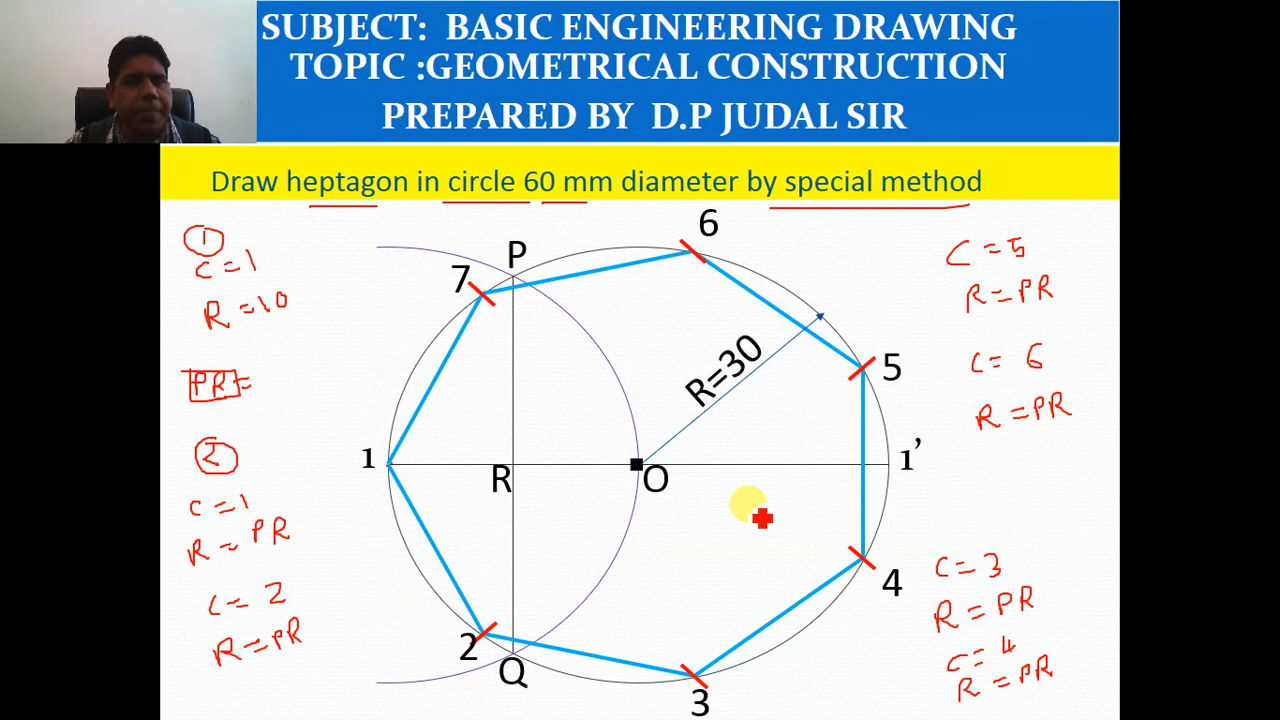 SUBJECT: BASIC ENGINEERING DRAWING
TOPIC :GEOMETRICAL CONSTRUCTION
PREPARED BY D.P JUDAL SIR
Draw heptagon in circle 60 mm diameter by special method
1
C = 1
R = 10
PR =
2
C = 1
R = PR
C = 2
R = PR
P
6
7
5
R=30
1
R
O
1'
2
Q
3
4
C = 5
R = PR
C = 6
R = PR
C = 3
R = PR
C = 4
R = PR